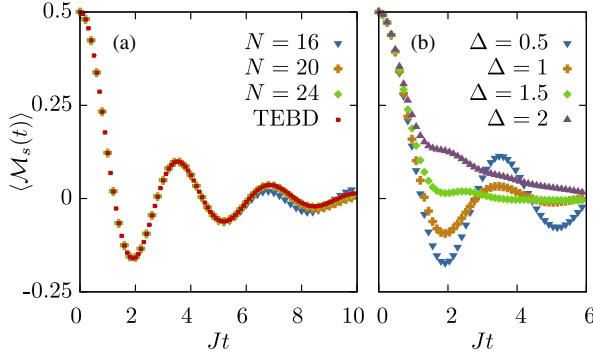 (a)
N = 16
N = 20
N = 24
TEBD
(b)
Δ = 0.5
Δ = 1
Δ = 1.5
Δ = 2
⟨ℳₛ(t)⟩
0.5
0.25
0
-0.25
0 2 4 6 8 10
0 2 4 6
Jt
Jt